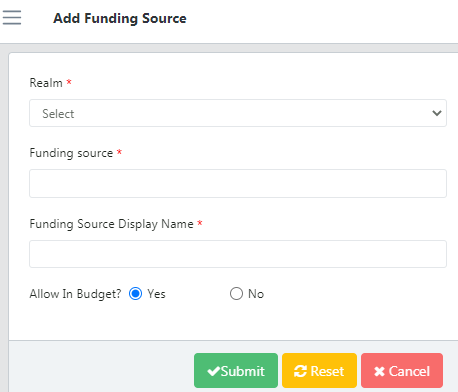 Add Funding Source
Realm *
Select
Funding source *
Funding Source Display Name *
Allow In Budget? Yes No
Submit Reset Cancel